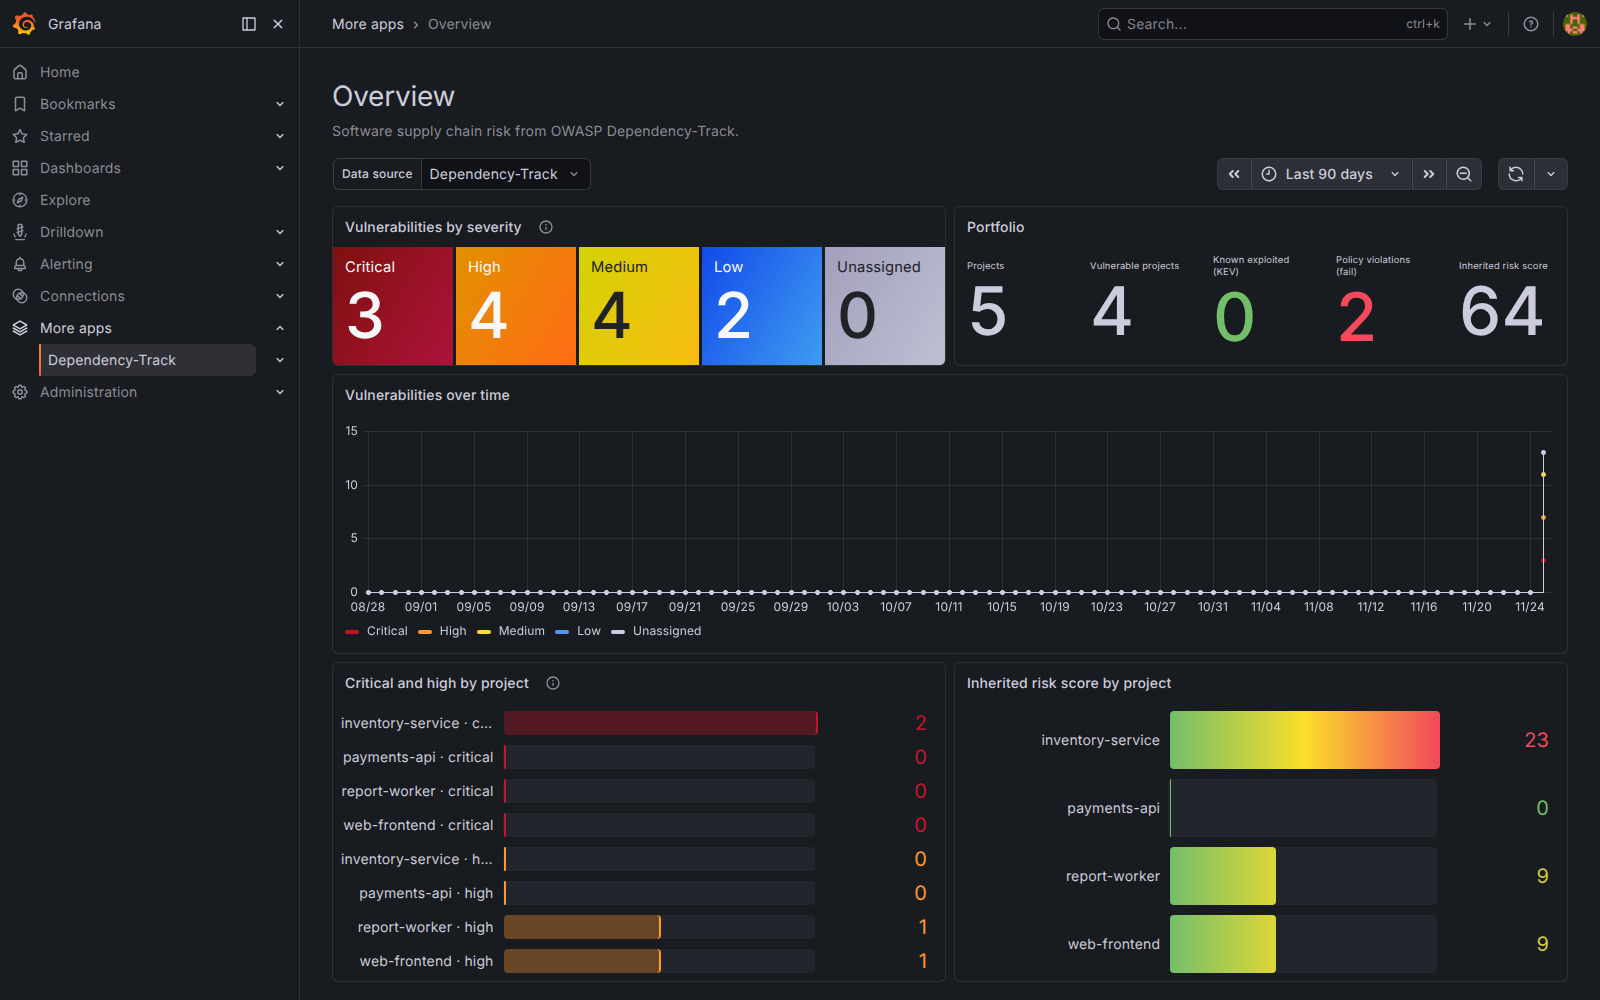 Grafana
More apps › Overview
Search...
ctrl+k
Home
Bookmarks
Starred
Dashboards
Explore
Drilldown
Alerting
Connections
More apps
Dependency-Track
Administration
Overview
Software supply chain risk from OWASP Dependency-Track.
Data source
Dependency-Track
Last 90 days
Vulnerabilities by severity
Critical
3
High
4
Medium
4
Low
2
Unassigned
0
Portfolio
Projects
5
Vulnerable projects
4
Known exploited
(KEV)
0
Policy violations
(fail)
2
Inherited risk score
64
Vulnerabilities over time
15
10
5
0
08/28 09/01 09/05 09/09 09/13 09/17 09/21 09/25 09/29 10/03 10/07 10/11 10/15 10/19 10/23 10/27 10/31 11/04 11/08 11/12 11/16 11/20 11/24
Critical High Medium Low Unassigned
Critical and high by project
inventory-service · c... 2
payments-api · critical 0
report-worker · critical 0
web-frontend · critical 0
inventory-service · h... 0
payments-api · high 0
report-worker · high 1
web-frontend · high 1
Inherited risk score by project
inventory-service 23
payments-api 0
report-worker 9
web-frontend 9